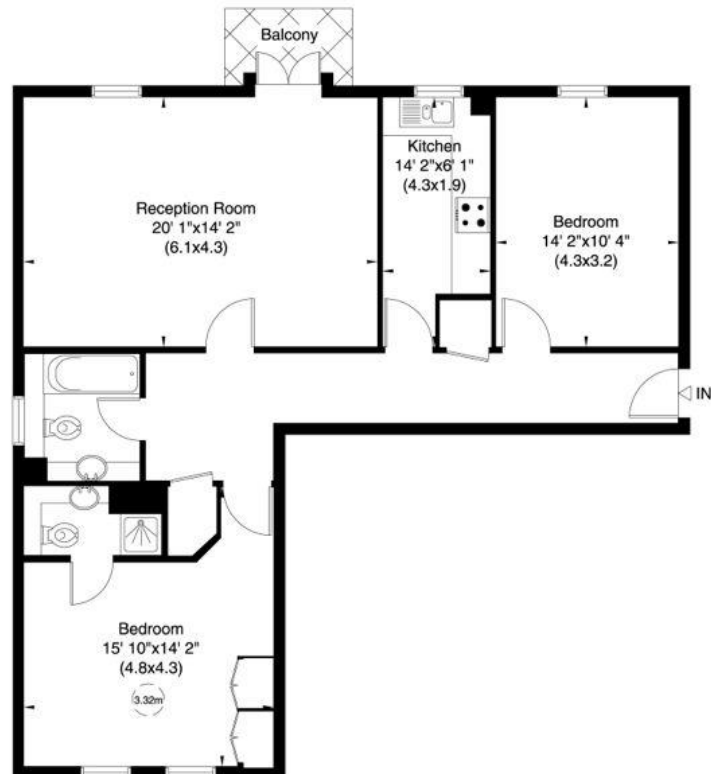 Balcony
Kitchen
14' 2"x6' 1"
(4.3x1.9)
Reception Room
20' 1"x14' 2"
(6.1x4.3)
Bedroom
14' 2"x10' 4"
(4.3x3.2)
IN
Bedroom
15' 10"x14' 2"
(4.8x4.3)
3.32m